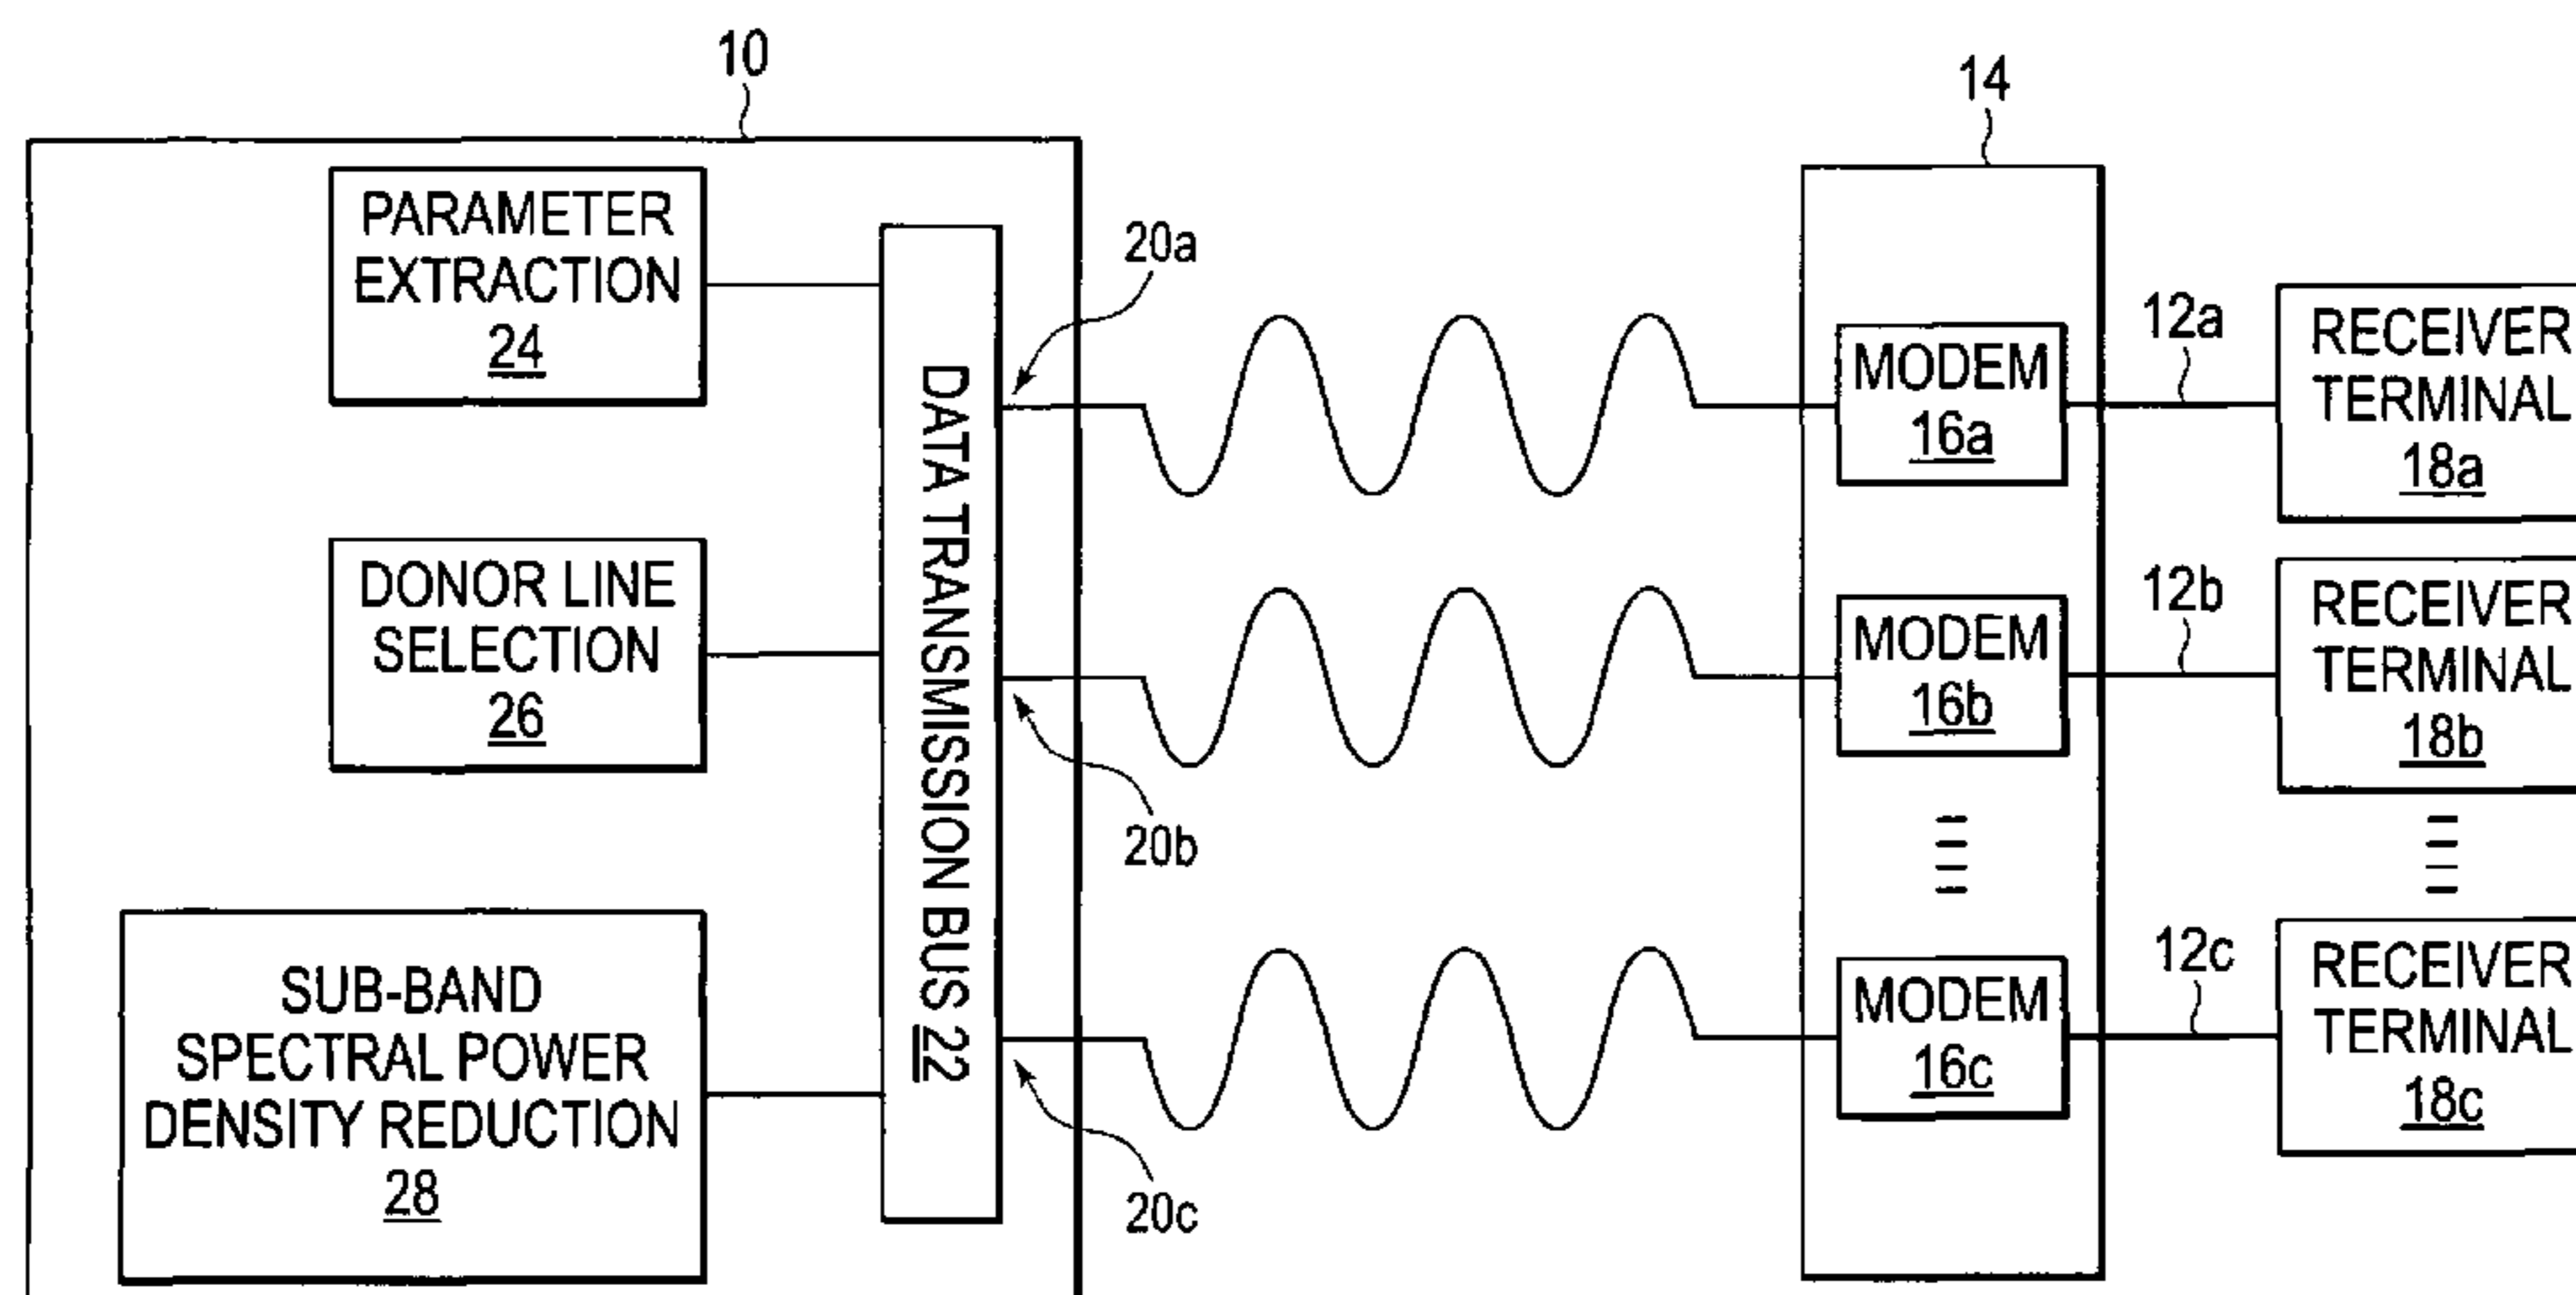 10
14
PARAMETER
EXTRACTION
24
20a
12a
MODEM
16a
RECEIVER
TERMINAL
18a
DATA TRANSMISSION BUS 22
DONOR LINE
SELECTION
26
20b
12b
MODEM
16b
RECEIVER
TERMINAL
18b
SUB-BAND
SPECTRAL POWER
DENSITY REDUCTION
28
20c
12c
MODEM
16c
RECEIVER
TERMINAL
18c